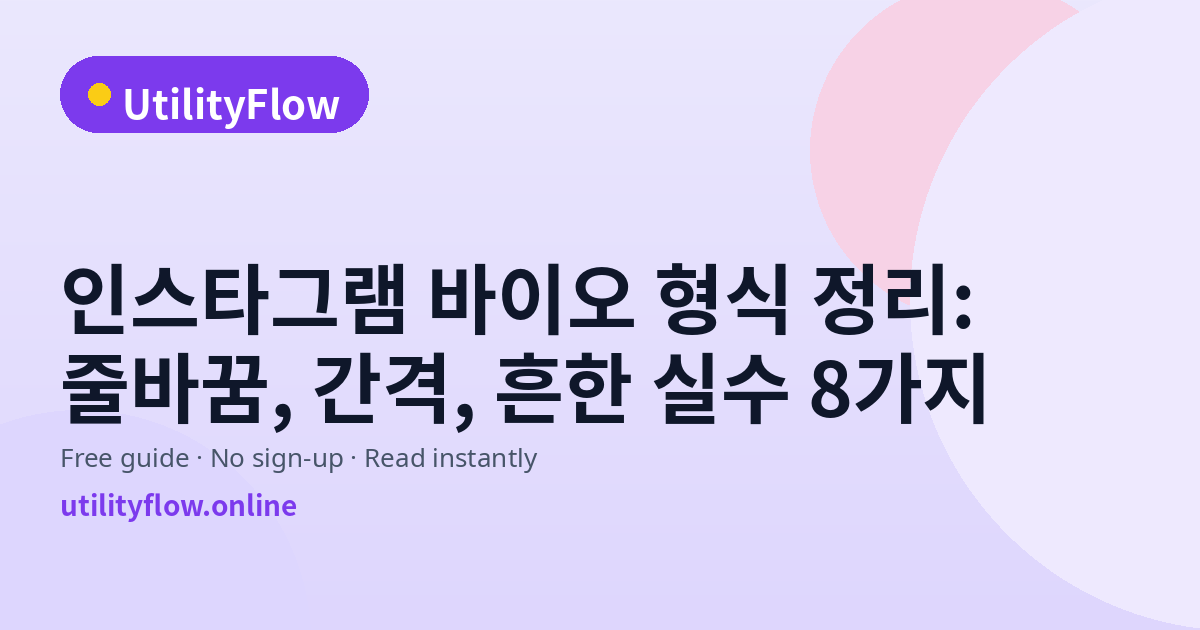 UtilityFlow
인스타그램 바이오 형식 정리:
줄바꿈, 간격, 흔한 실수 8가지
Free guide · No sign-up · Read instantly
utilityflow.online